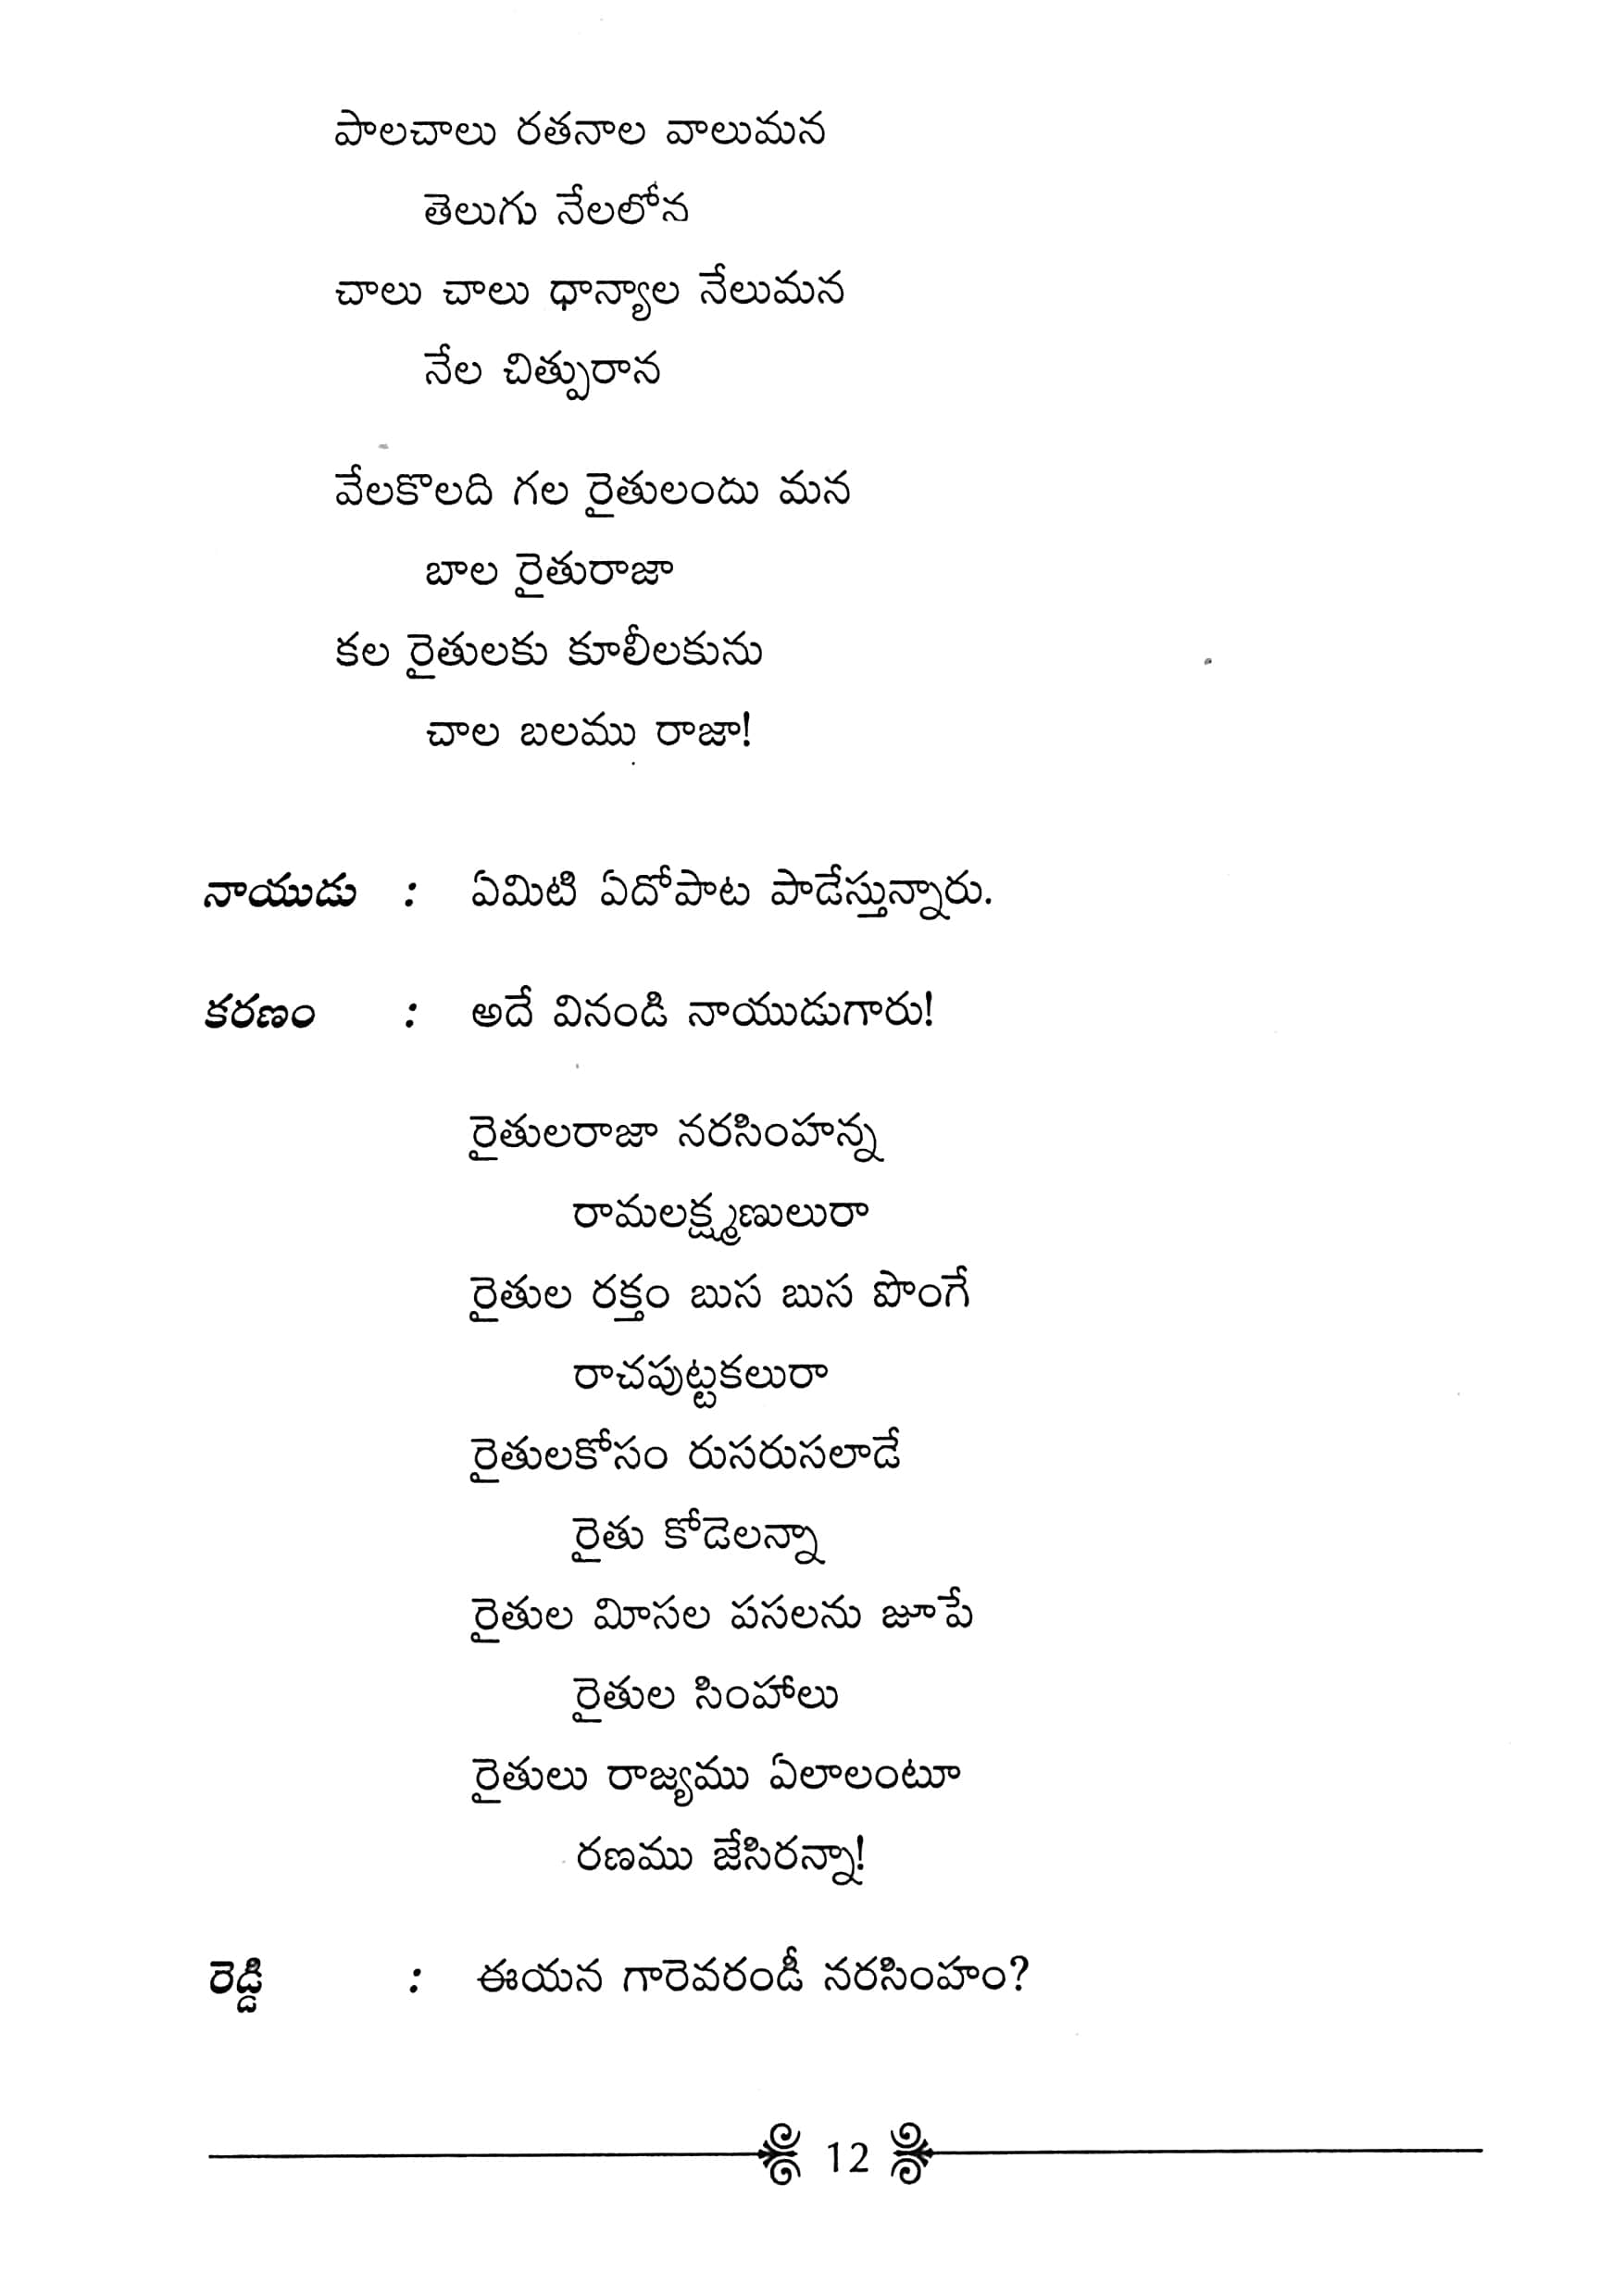 పాలచాలు రతనాల వాలుమన
తెలుగు నేలలోన
చాలు చాలు ధాన్యాల నేలుమన
నేల చిత్పురాన
వేలకొలది గల రైతులందు మన
బాల రైతురాజా
కల రైతులకు కూలీలకును
చాల బలము రాజా!
నాయుడు : ఏమిటి ఏదోపాట పాడేస్తున్నారు.
కరణం : అదే వినండి నాయుడుగారు!
రైతులరాజా నరసింహన్న
రామలక్ష్మణులురా
రైతుల రక్తం బుస బుస పొంగే
రాచపుట్టకలురా
రైతులకోసం రుసరుసలాడే
రైతు కోడెలన్నా
రైతుల మీసల పసలను జూపే
రైతుల సింహాలు
రైతులు రాజ్యము ఏలాలంటూ
రణము జేసిరన్నా!
రెడ్డి : ఈయన గారెవరండీ నరసింహం?
12